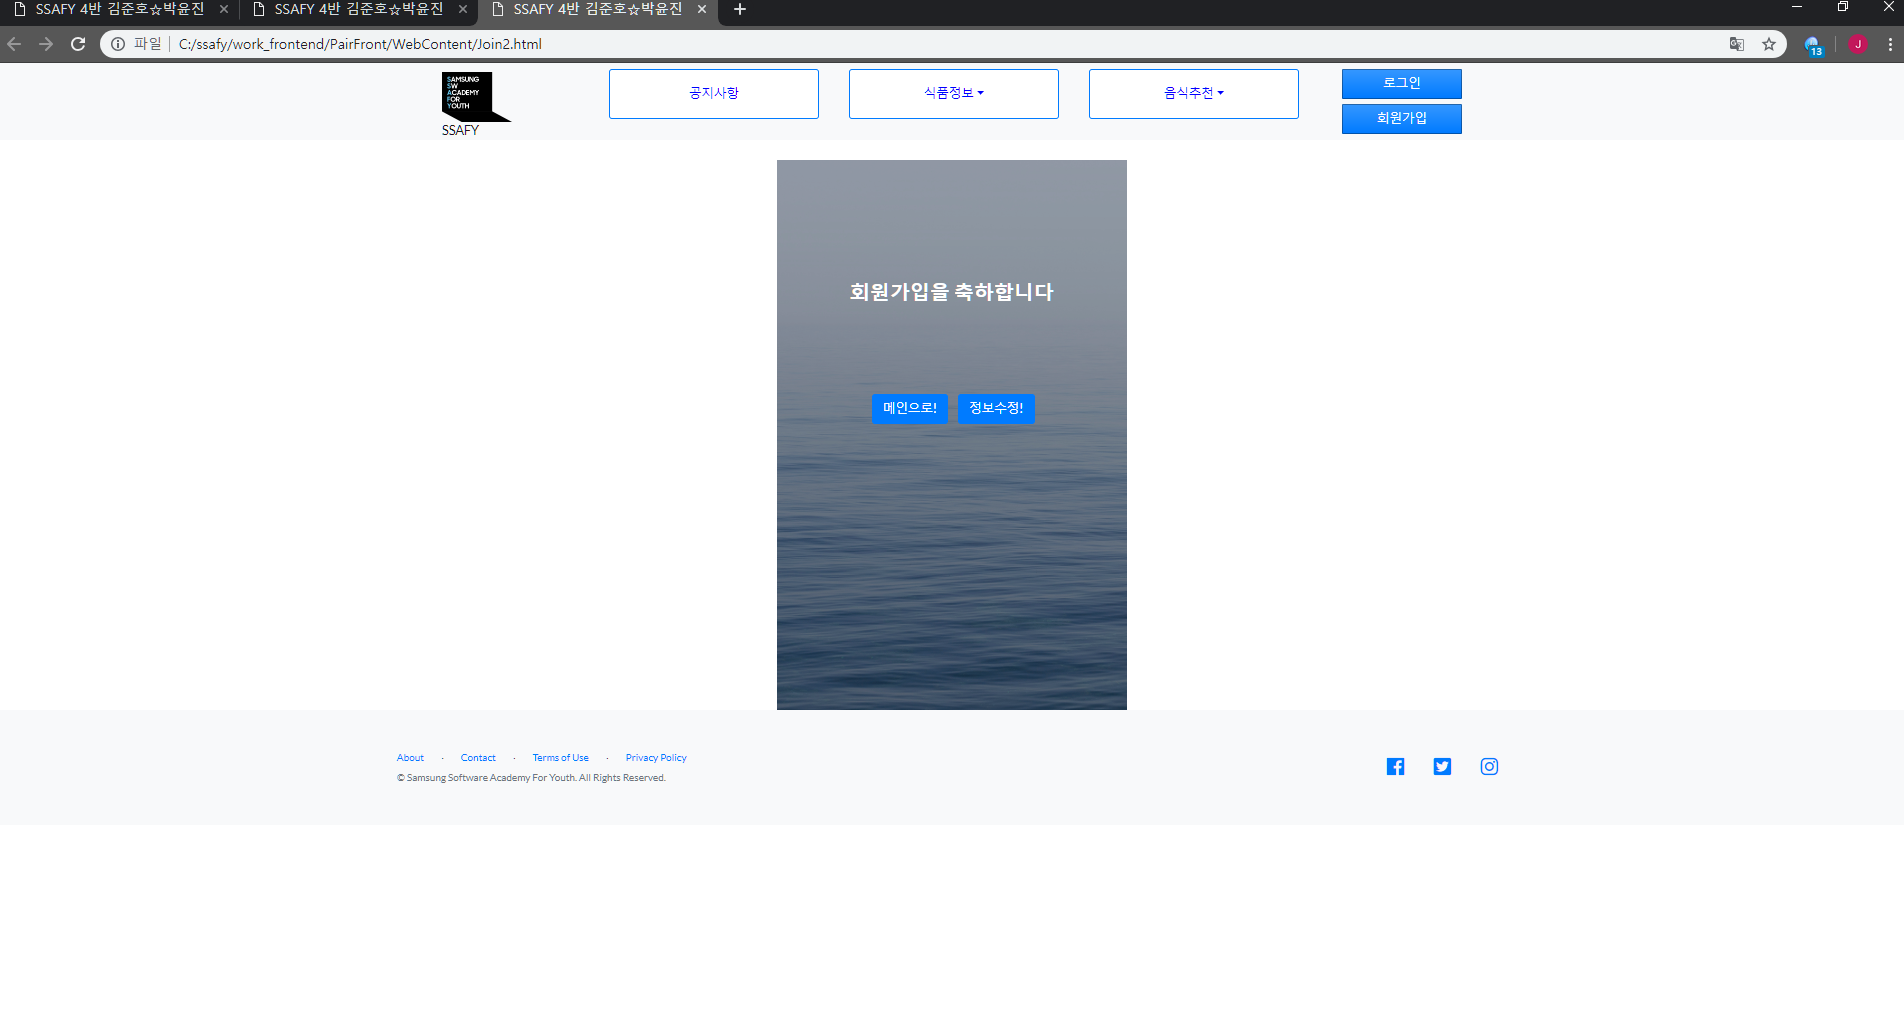 SSAFY 4반 김준호☆박윤진
SSAFY 4반 김준호☆박윤진
SSAFY 4반 김준호☆박윤진
파일 C:/ssafy/work_frontend/PairFront/WebContent/Join2.html
13
J
SAMSUNG
SW
ACADEMY
FOR
YOUTH
SSAFY
공지사항
식품정보
음식추천
로그인
회원가입
회원가입을 축하합니다
메인으로!
정보수정!
About · Contact · Terms of Use · Privacy Policy
© Samsung Software Academy For Youth. All Rights Reserved.